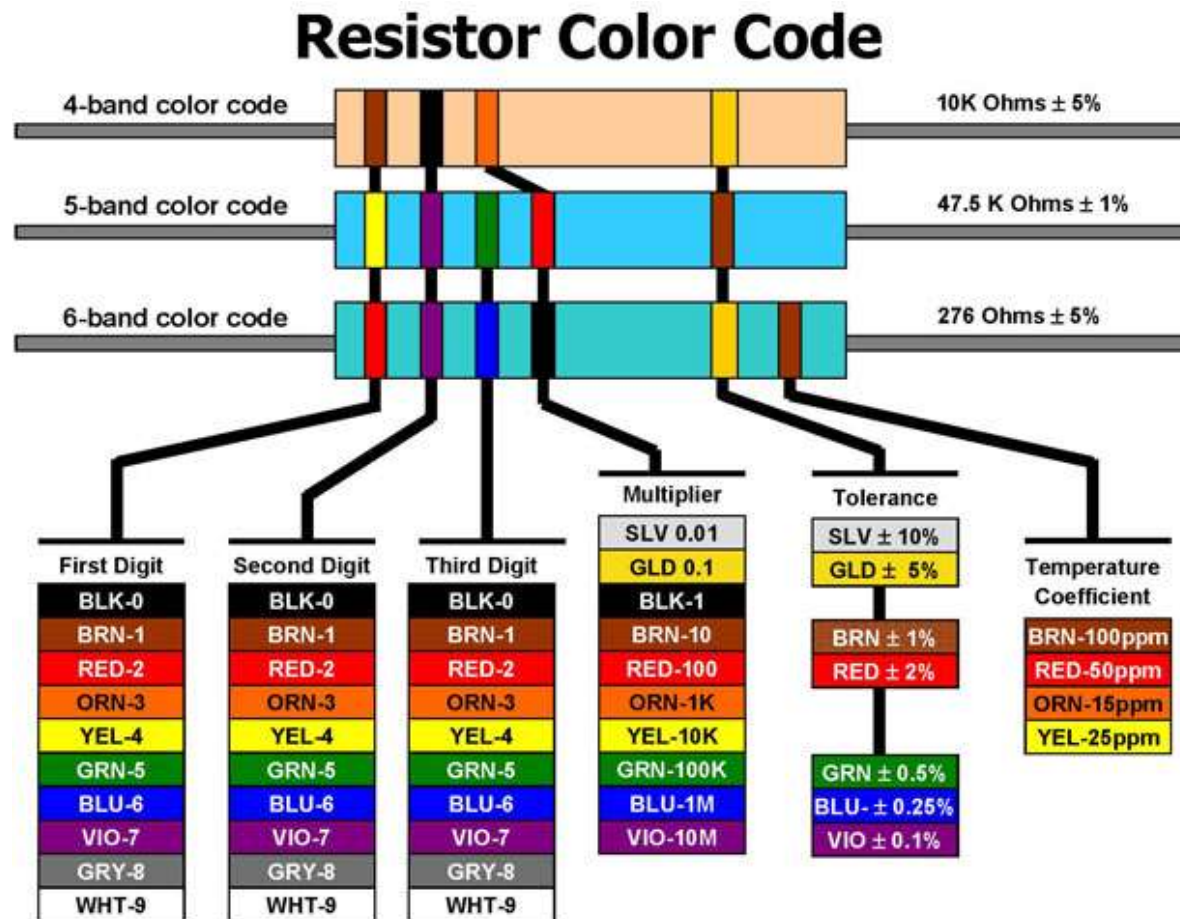 Resistor Color Code
4-band color code
10K Ohms ± 5%
5-band color code
47.5 K Ohms ± 1%
6-band color code
276 Ohms ± 5%
First Digit
BLK-0
BRN-1
RED-2
ORN-3
YEL-4
GRN-5
BLU-6
VIO-7
GRY-8
WHT-9
Second Digit
BLK-0
BRN-1
RED-2
ORN-3
YEL-4
GRN-5
BLU-6
VIO-7
GRY-8
WHT-9
Third Digit
BLK-0
BRN-1
RED-2
ORN-3
YEL-4
GRN-5
BLU-6
VIO-7
GRY-8
WHT-9
Multiplier
SLV 0.01
GLD 0.1
BLK-1
BRN-10
RED-100
ORN-1K
YEL-10K
GRN-100K
BLU-1M
VIO-10M
Tolerance
SLV ± 10%
GLD ± 5%
BRN ± 1%
RED ± 2%
GRN ± 0.5%
BLU- ± 0.25%
VIO ± 0.1%
Temperature
Coefficient
BRN-100ppm
RED-50ppm
ORN-15ppm
YEL-25ppm